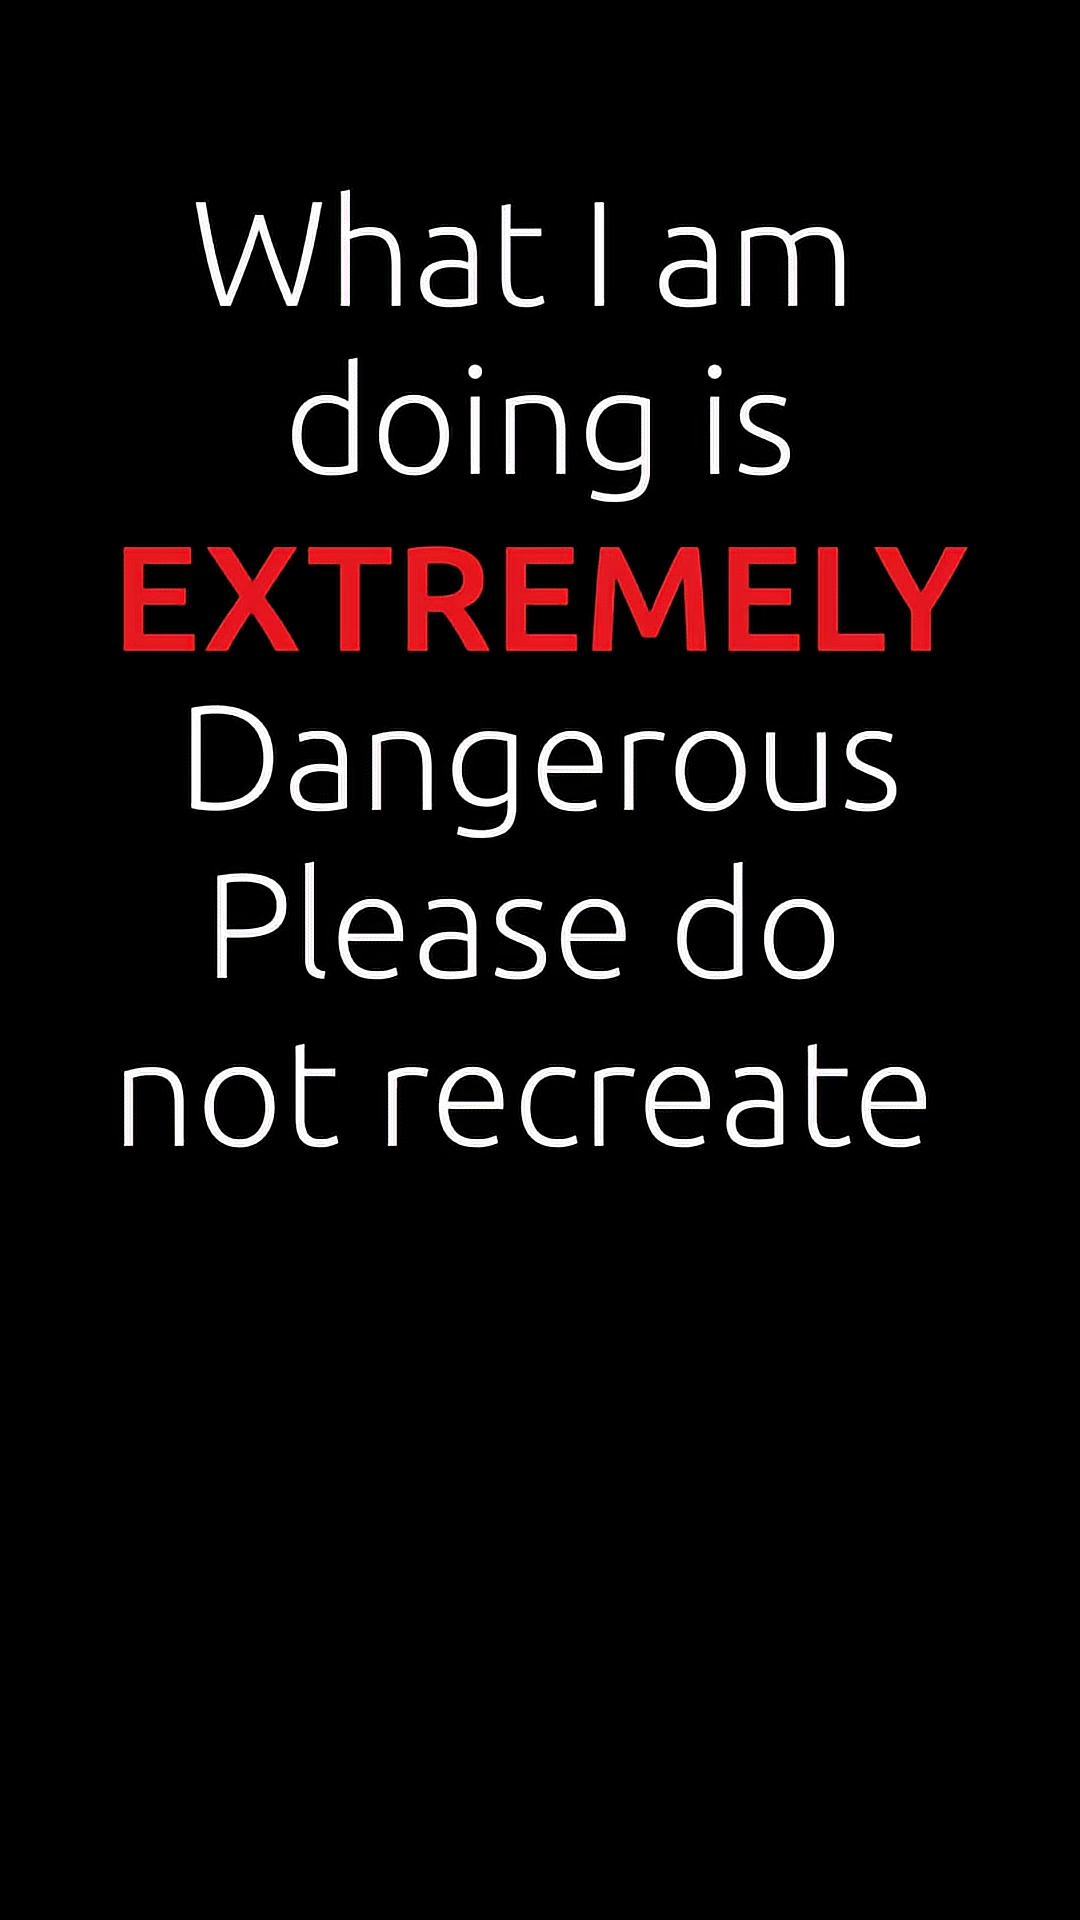 What I am
doing is
EXTREMELY
Dangerous
Please do
not recreate